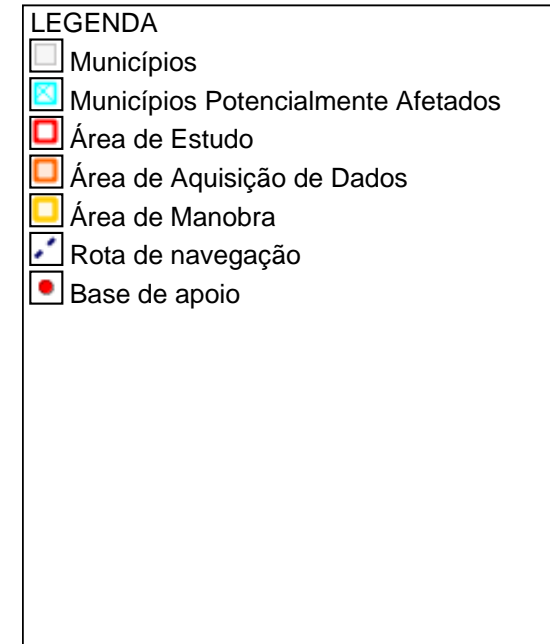 LEGENDA
Municípios
Municípios Potencialmente Afetados
Área de Estudo
Área de Aquisição de Dados
Área de Manobra
Rota de navegação
Base de apoio